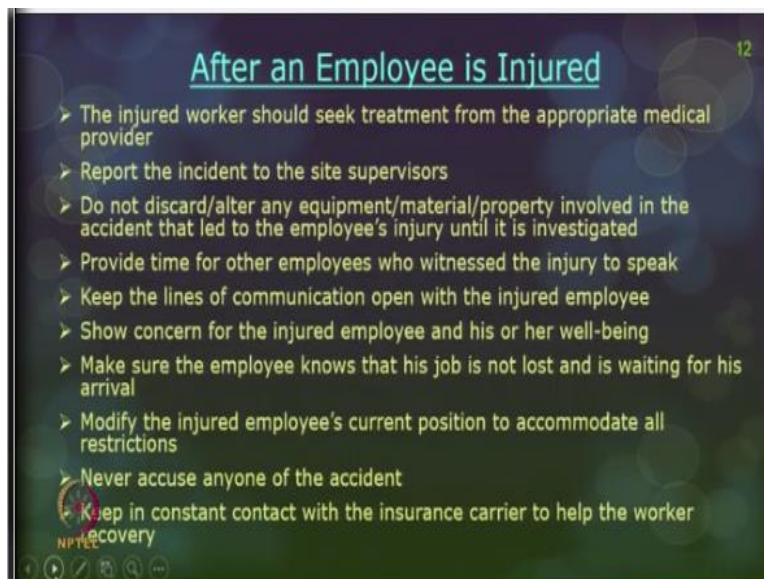 12
After an Employee is Injured
➢ The injured worker should seek treatment from the appropriate medical
provider
➢ Report the incident to the site supervisors
➢ Do not discard/alter any equipment/material/property involved in the
accident that led to the employee's injury until it is investigated
➢ Provide time for other employees who witnessed the injury to speak
➢ Keep the lines of communication open with the injured employee
➢ Show concern for the injured employee and his or her well-being
➢ Make sure the employee knows that his job is not lost and is waiting for his
arrival
➢ Modify the injured employee's current position to accommodate all
restrictions
➢ Never accuse anyone of the accident
➢ Keep in constant contact with the insurance carrier to help the worker
recovery
NPTEL